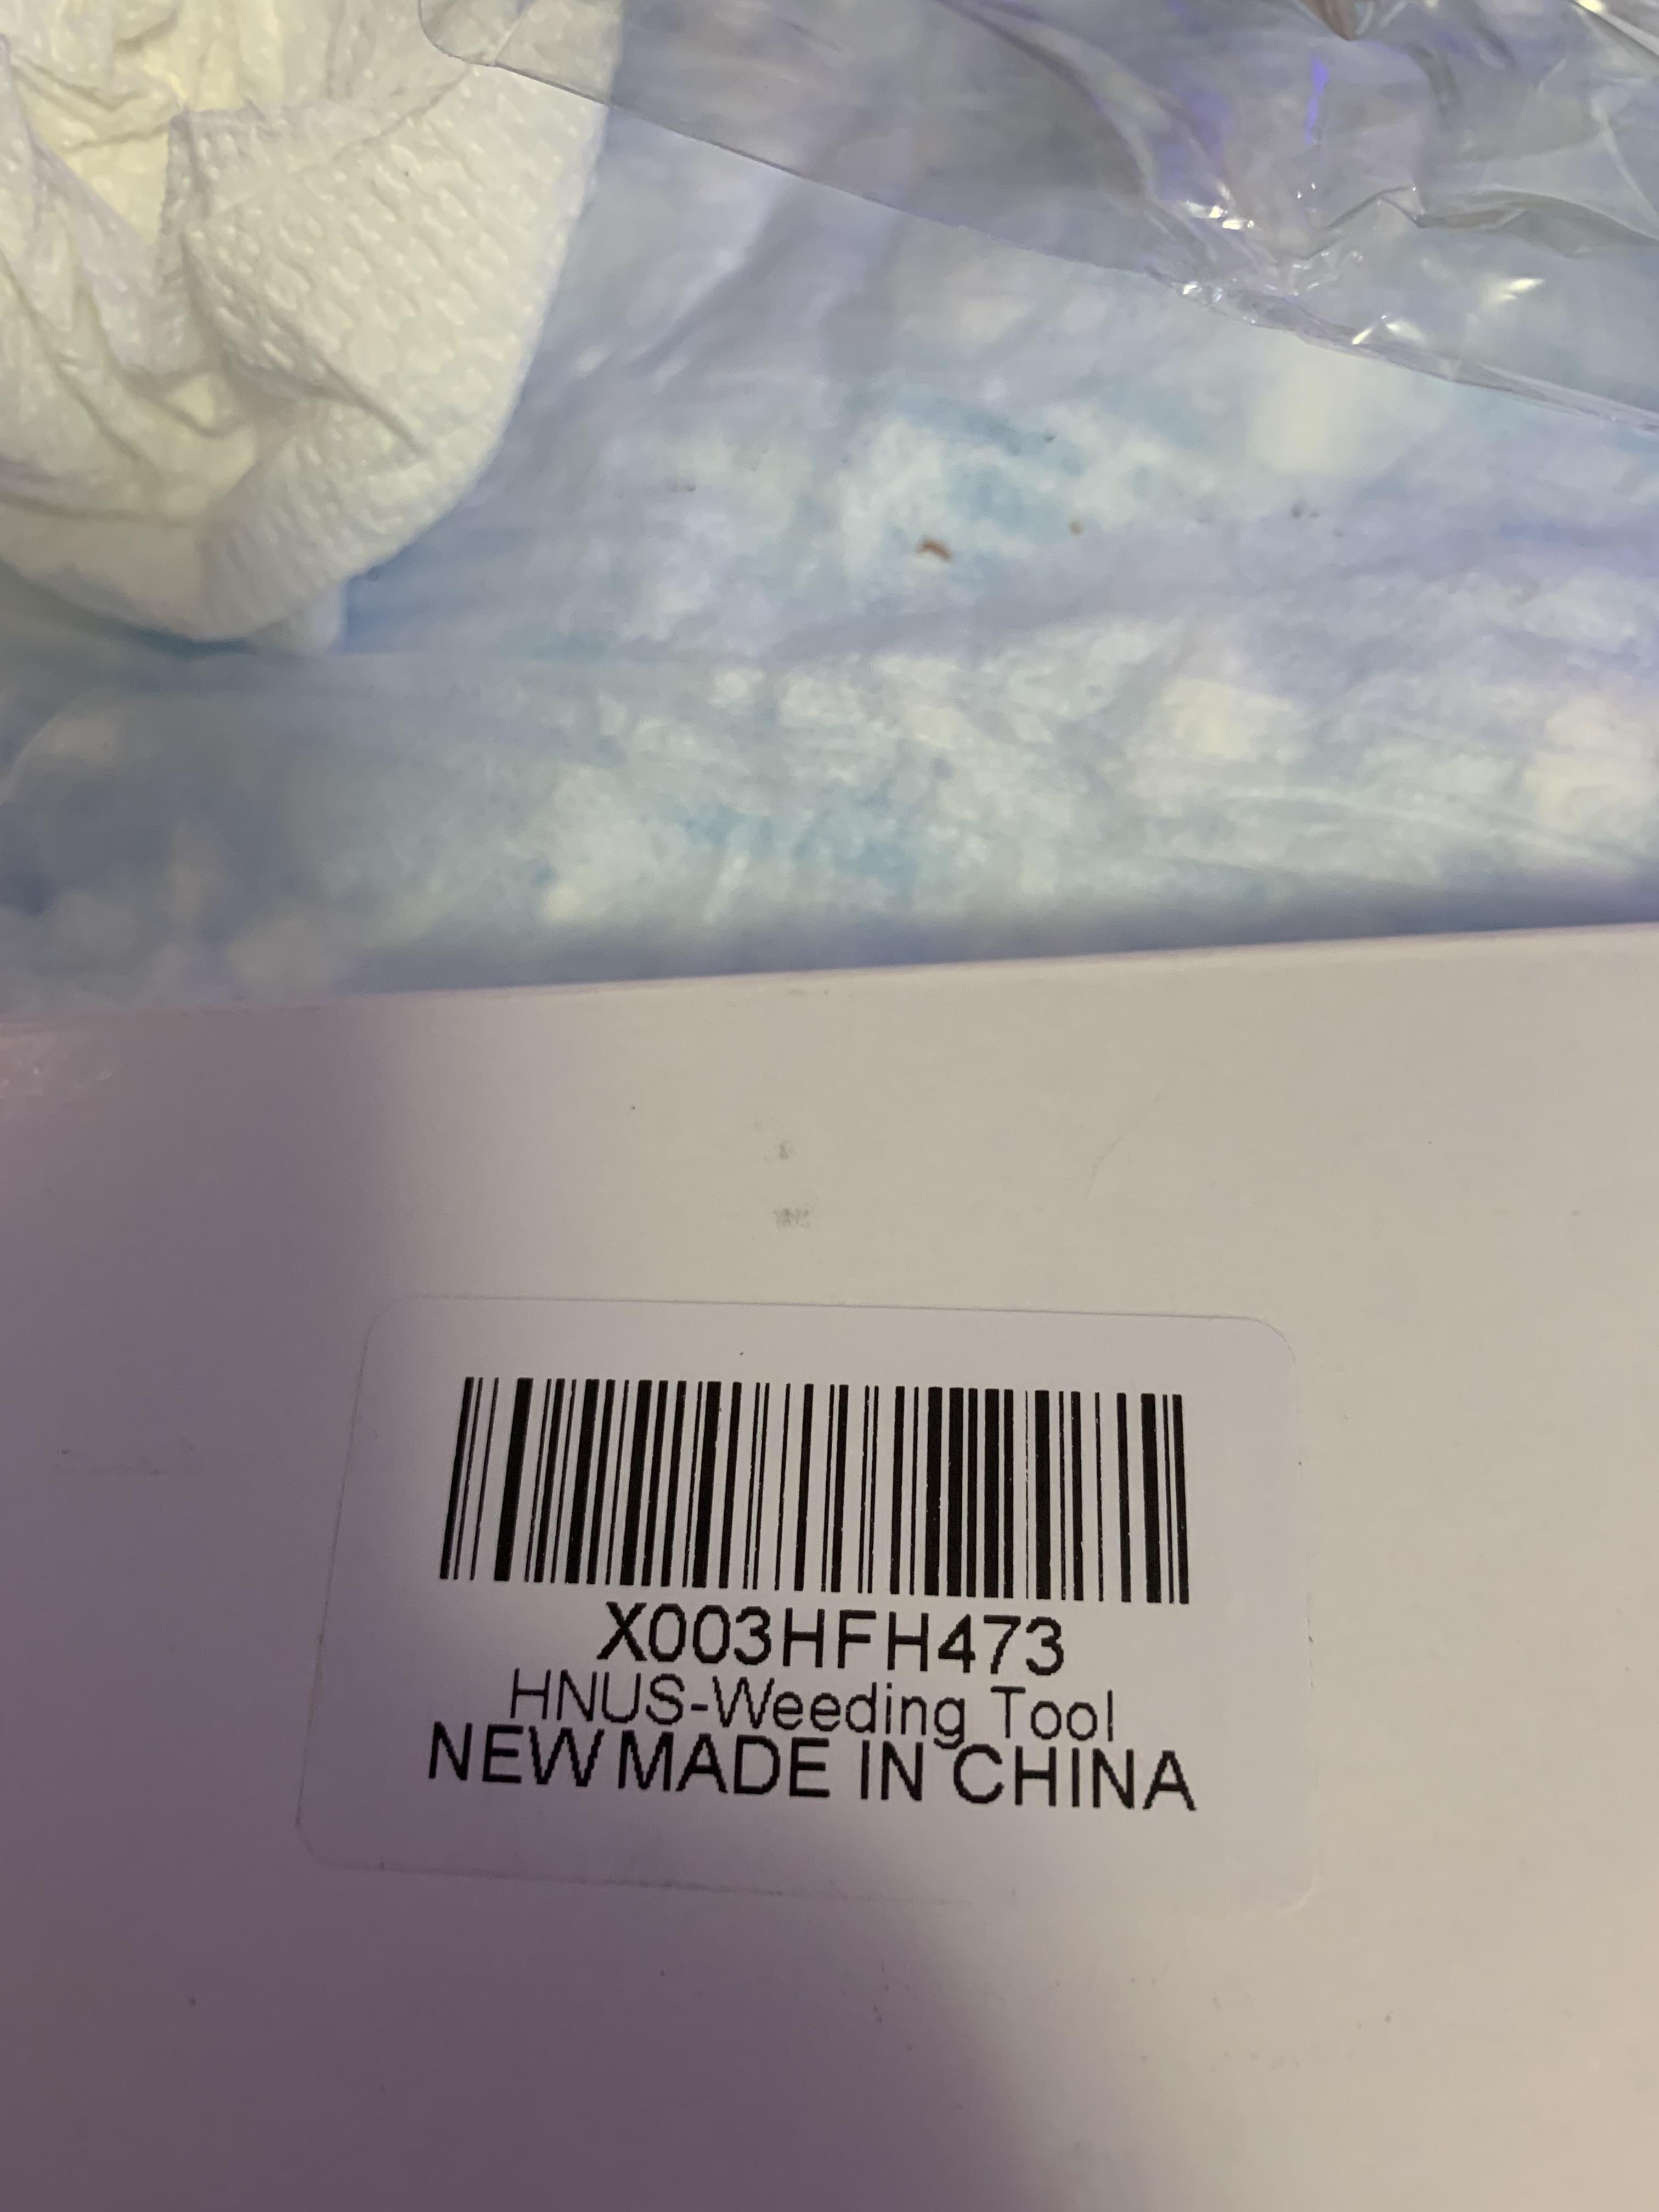 X003HFH473
HNUS-Weeding Tool
NEW MADE IN CHINA